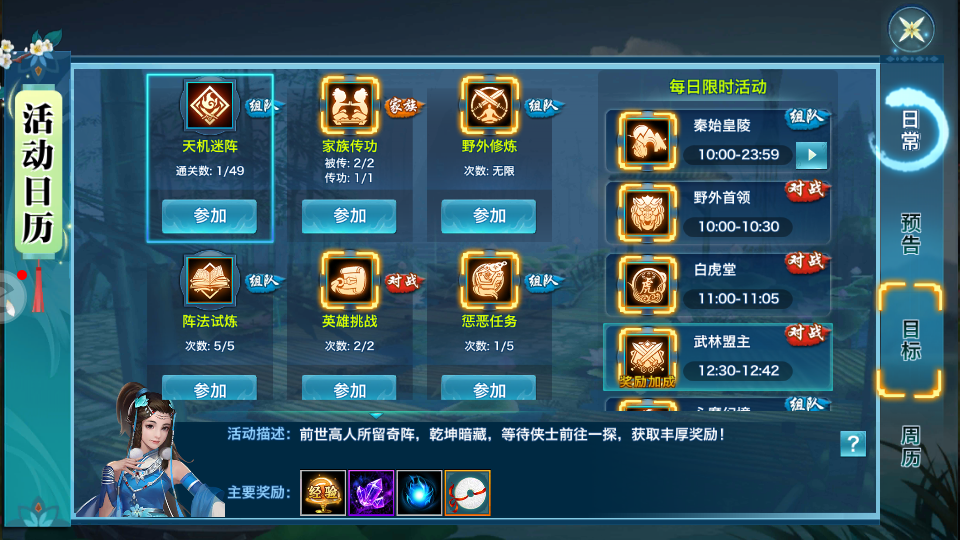 活动日历
天机迷阵
组队
通关数: 1/49
参加
家族传功
家族
被传: 2/2
传功: 1/1
参加
野外修炼
组队
次数: 无限
参加
阵法试炼
组队
次数: 5/5
参加
英雄挑战
对战
次数: 2/2
参加
惩恶任务
组队
次数: 1/5
参加
每日限时活动
秦始皇陵
组队
10:00-23:59
野外首领
对战
10:00-10:30
白虎堂
虎
对战
11:00-11:05
武林盟主
对战
奖励加成
12:30-12:42
组队
活动描述: 前世高人所留奇阵，乾坤暗藏，等待侠士前往一探，获取丰厚奖励！
?
主要奖励:
经验
日常
预告
目标
周历